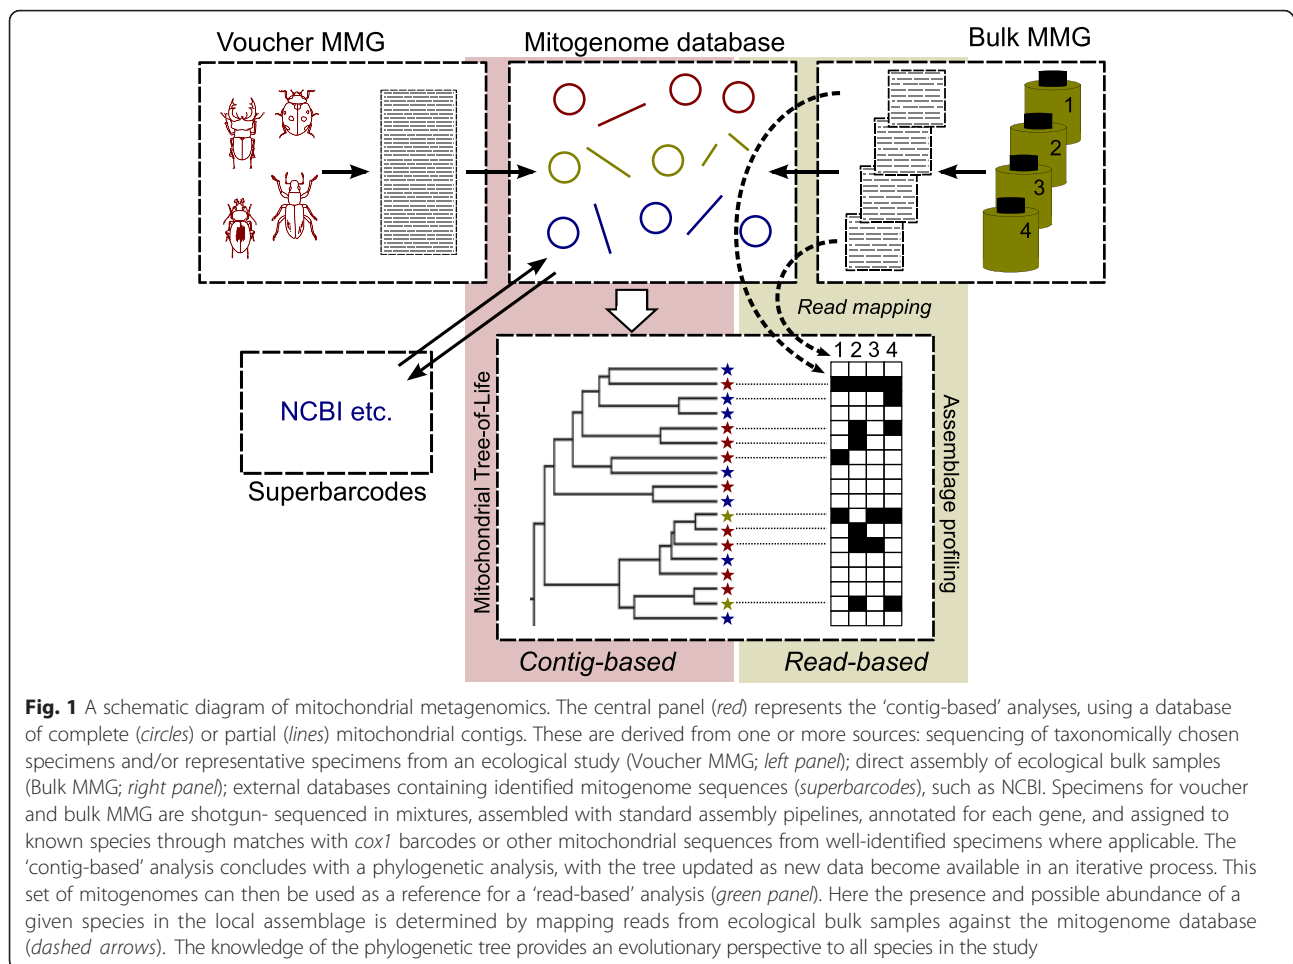 Voucher MMG
Mitogenome database
Bulk MMG
1
2
3
4
Read mapping
NCBI etc.
Superbarcodes
Mitochondrial Tree-of-Life
1 2 3 4
Assemblage profiling
Contig-based
Read-based
Fig. 1 A schematic diagram of mitochondrial metagenomics. The central panel (red) represents the ‘contig-based’ analyses, using a database
of complete (circles) or partial (lines) mitochondrial contigs. These are derived from one or more sources: sequencing of taxonomically chosen
specimens and/or representative specimens from an ecological study (Voucher MMG; left panel); direct assembly of ecological bulk samples
(Bulk MMG; right panel); external databases containing identified mitogenome sequences (superbarcodes), such as NCBI. Specimens for voucher
and bulk MMG are shotgun- sequenced in mixtures, assembled with standard assembly pipelines, annotated for each gene, and assigned to
known species through matches with cox1 barcodes or other mitochondrial sequences from well-identified specimens where applicable. The
‘contig-based’ analysis concludes with a phylogenetic analysis, with the tree updated as new data become available in an iterative process. This
set of mitogenomes can then be used as a reference for a ‘read-based’ analysis (green panel). Here the presence and possible abundance of a
given species in the local assemblage is determined by mapping reads from ecological bulk samples against the mitogenome database
(dashed arrows). The knowledge of the phylogenetic tree provides an evolutionary perspective to all species in the study